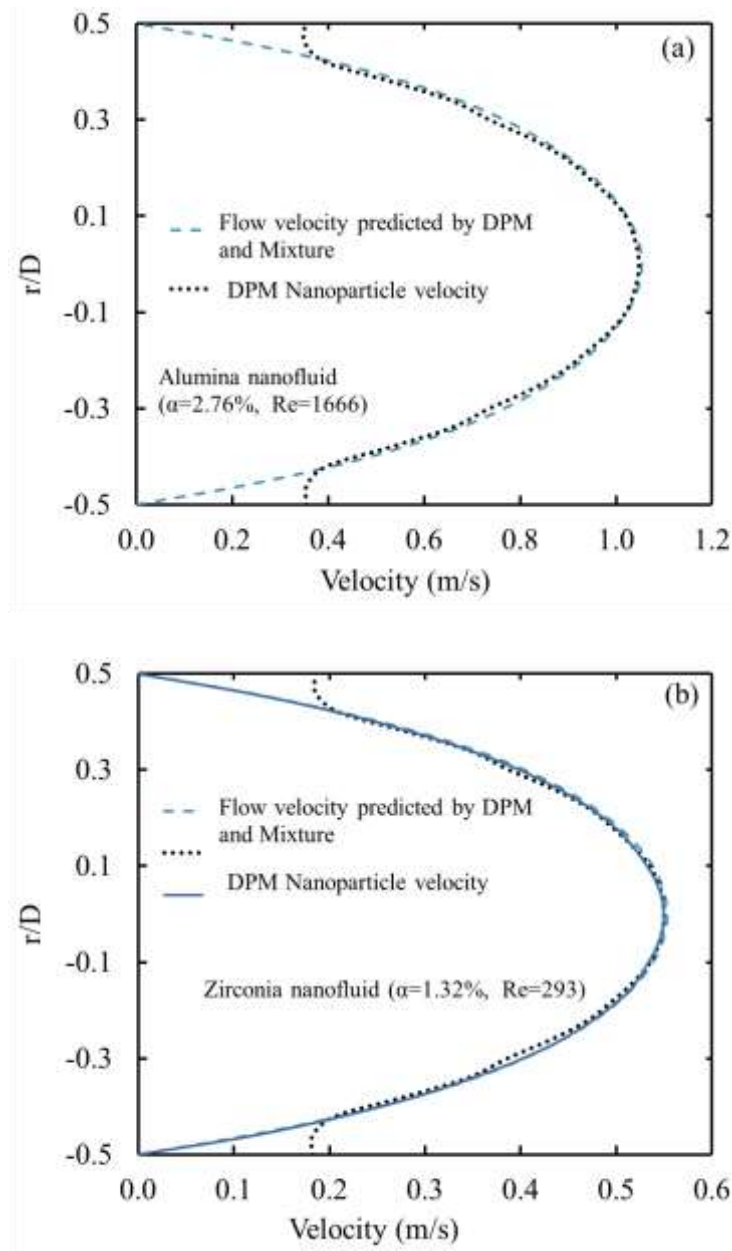 (a)
0.5
0.3
0.1
-0.1
-0.3
-0.5
r/D
Flow velocity predicted by DPM
and Mixture
DPM Nanoparticle velocity
Alumina nanofluid
(α=2.76%, Re=1666)
0.0 0.2 0.4 0.6 0.8 1.0 1.2
Velocity (m/s)
(b)
0.5
0.3
0.1
-0.1
-0.3
-0.5
r/D
Flow velocity predicted by DPM
and Mixture
DPM Nanoparticle velocity
Zirconia nanofluid (α=1.32%, Re=293)
0.0 0.1 0.2 0.3 0.4 0.5 0.6
Velocity (m/s)